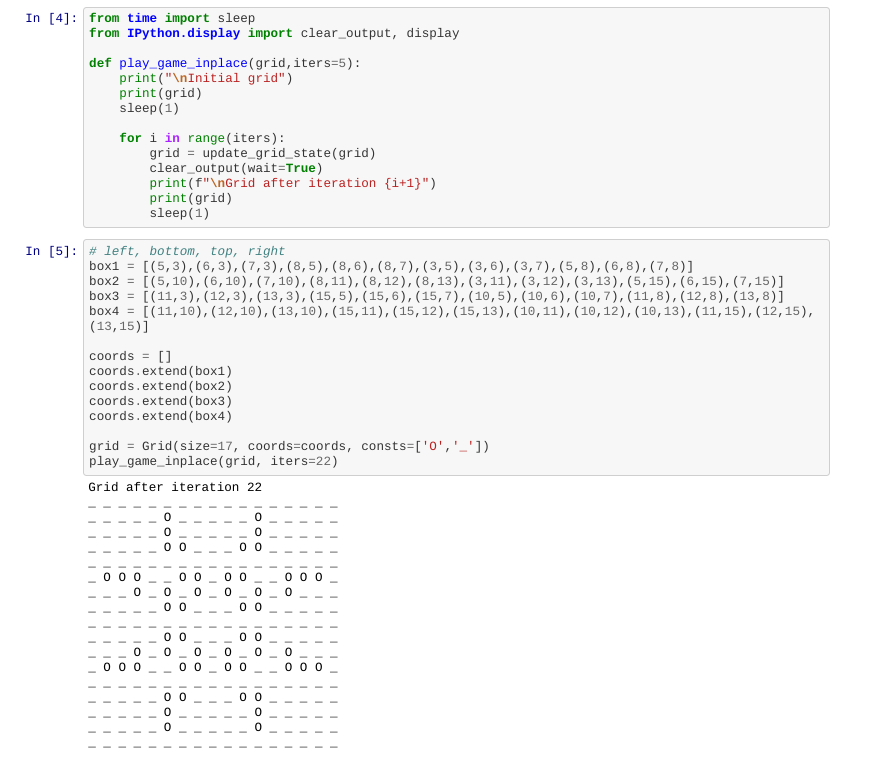 In [4]:
from time import sleep
from IPython.display import clear_output, display
def play_game_inplace(grid,iters=5):
    print("\nInitial grid")
    print(grid)
    sleep(1)
    for i in range(iters):
        grid = update_grid_state(grid)
        clear_output(wait=True)
        print(f"\nGrid after iteration {i+1}")
        print(grid)
        sleep(1)
In [5]:
# left, bottom, top, right
box1 = [(5,3),(6,3),(7,3),(8,5),(8,6),(8,7),(3,5),(3,6),(3,7),(5,8),(6,8),(7,8)]
box2 = [(5,10),(6,10),(7,10),(8,11),(8,12),(8,13),(3,11),(3,12),(3,13),(5,15),(6,15),(7,15)]
box3 = [(11,3),(12,3),(13,3),(15,5),(15,6),(15,7),(10,5),(10,6),(10,7),(11,8),(12,8),(13,8)]
box4 = [(11,10),(12,10),(13,10),(15,11),(15,12),(15,13),(10,11),(10,12),(10,13),(11,15),(12,15),
(13,15)]
coords = []
coords.extend(box1)
coords.extend(box2)
coords.extend(box3)
coords.extend(box4)
grid = Grid(size=17, coords=coords, consts=['O','_'])
play_game_inplace(grid, iters=22)
Grid after iteration 22
_ _ _ _ _ _ _ _ _ _ _ _ _ _ _ _ _
_ _ _ _ _ O _ _ _ _ _ O _ _ _ _ _
_ _ _ _ _ O _ _ _ _ _ O _ _ _ _ _
_ _ _ _ _ O O _ _ _ O O _ _ _ _ _
_ _ _ _ _ _ _ _ _ _ _ _ _ _ _ _ _
_ O O O _ _ O O _ O O _ _ O O O _
_ _ _ O _ O _ O _ O _ O _ O _ _ _
_ _ _ _ _ O O _ _ _ O O _ _ _ _ _
_ _ _ _ _ _ _ _ _ _ _ _ _ _ _ _ _
_ _ _ _ _ O O _ _ _ O O _ _ _ _ _
_ _ _ O _ O _ O _ O _ O _ O _ _ _
_ O O O _ _ O O _ O O _ _ O O O _
_ _ _ _ _ _ _ _ _ _ _ _ _ _ _ _ _
_ _ _ _ _ O O _ _ _ O O _ _ _ _ _
_ _ _ _ _ O _ _ _ _ _ O _ _ _ _ _
_ _ _ _ _ O _ _ _ _ _ O _ _ _ _ _
_ _ _ _ _ _ _ _ _ _ _ _ _ _ _ _ _